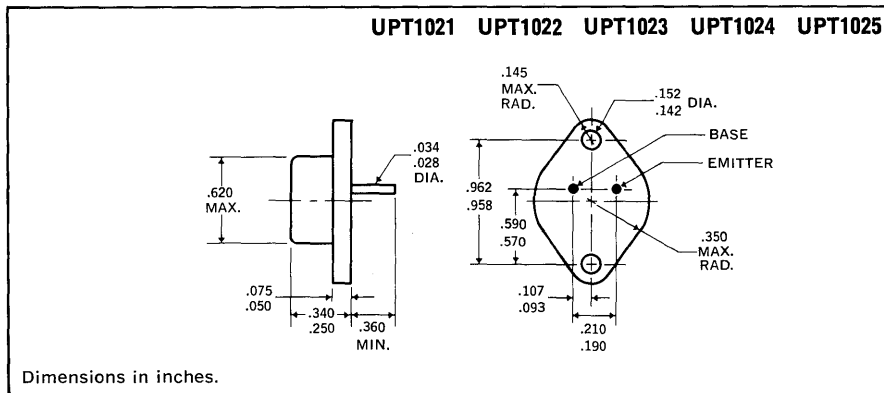 UPT1021 UPT1022 UPT1023 UPT1024 UPT1025
.145
MAX.
RAD.
.152
.142 DIA.
BASE
EMITTER
.034
.028
DIA.
.620
MAX.
.962
.958
.590
.570
.350
MAX.
RAD.
.075
.050
.340
.250
.360
MIN.
.107
.093
.210
.190
Dimensions in inches.